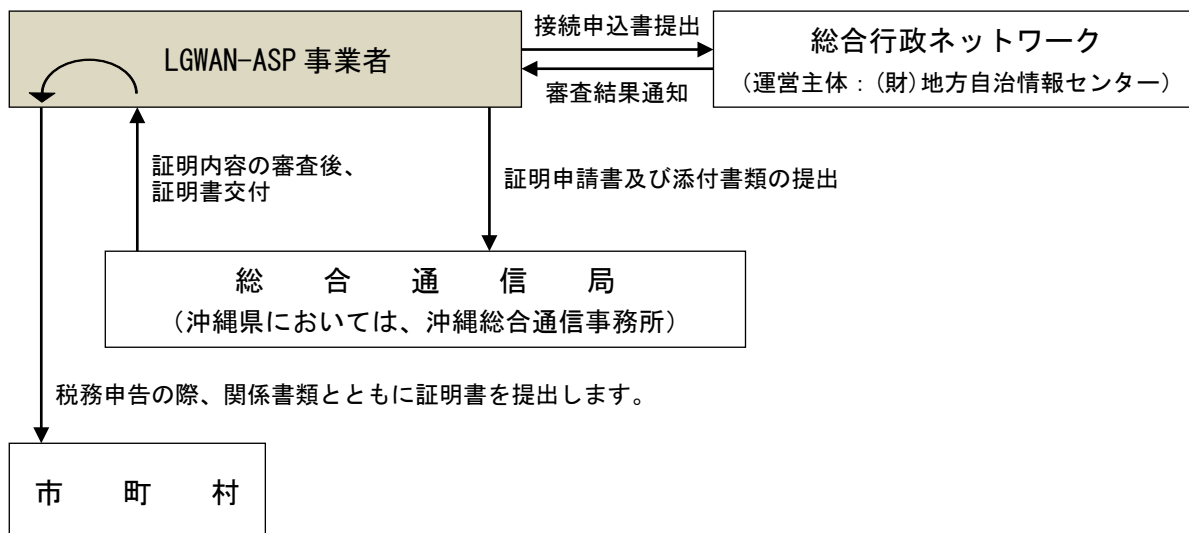 接続申込書提出
LGWAN-ASP 事業者
総合行政ネットワーク
(運営主体：(財)地方自治情報センター)
審査結果通知
証明内容の審査後、
証明書交付
証明申請書及び添付書類の提出
総合通信局
(沖縄県においては、沖縄総合通信事務所)
税務申告の際、関係書類とともに証明書を提出します。
市町村